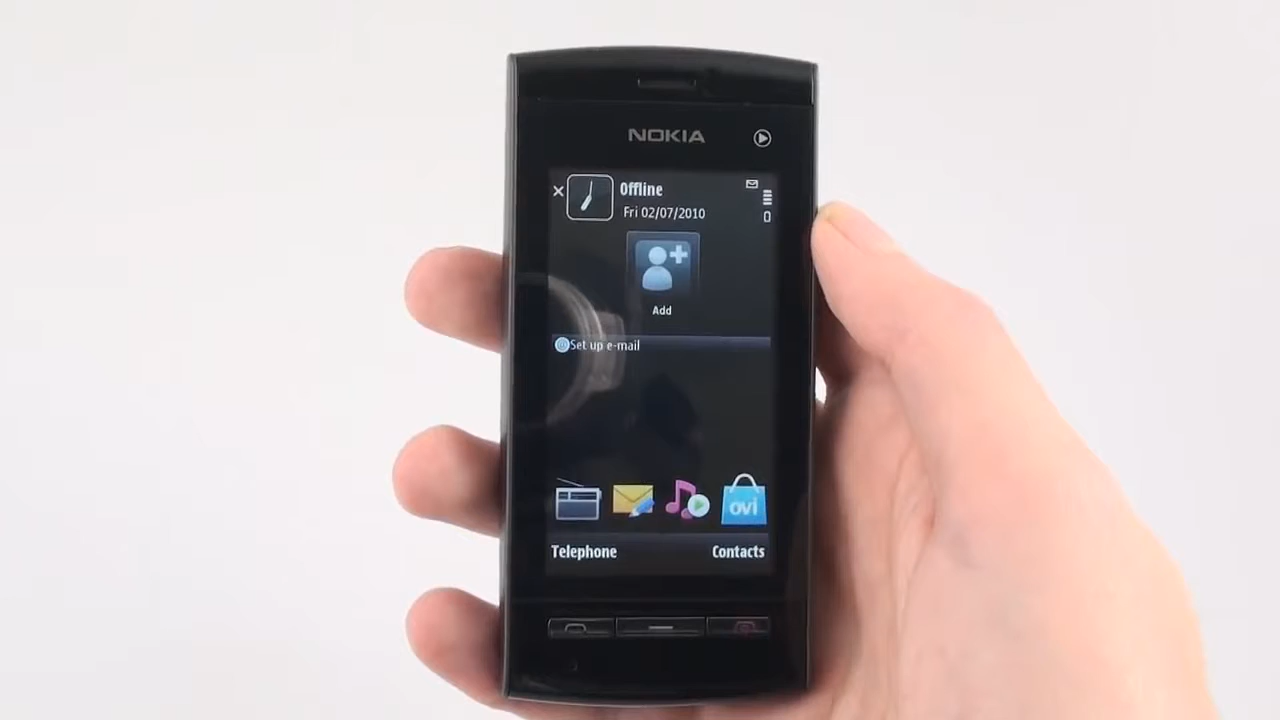 NOKIA
Offline
Fri 02/07/2010
Add
@Set up e-mail
ovi
Telephone
Contacts